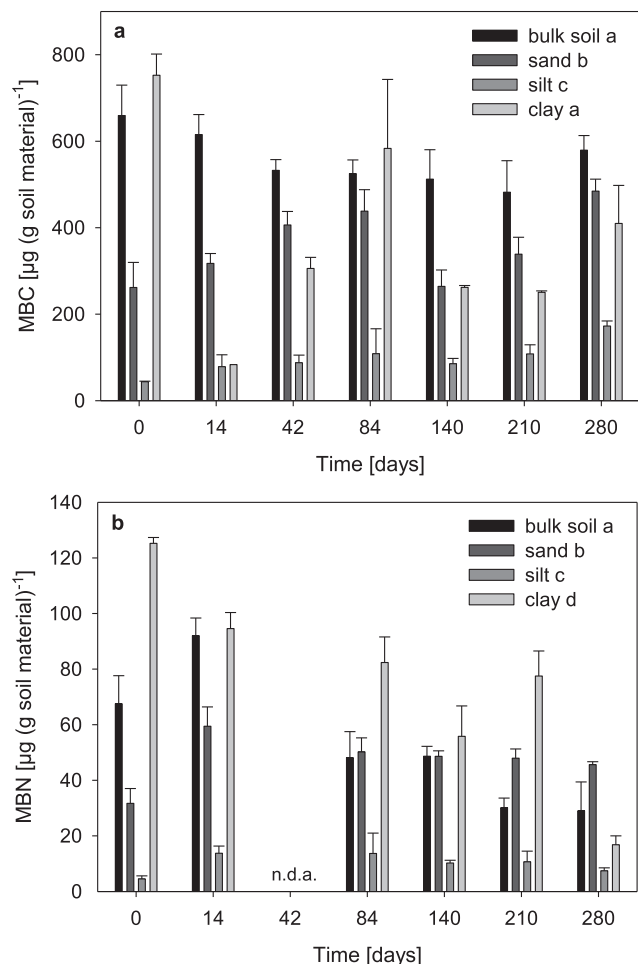 a
bulk soil a
sand b
silt c
clay a
800
600
400
200
0
MBC [µg (g soil material)⁻¹]
0 14 42 84 140 210 280
Time [days]
b
bulk soil a
sand b
silt c
clay d
140
120
100
80
60
40
20
0
MBN [µg (g soil material)⁻¹]
n.d.a.
0 14 42 84 140 210 280
Time [days]